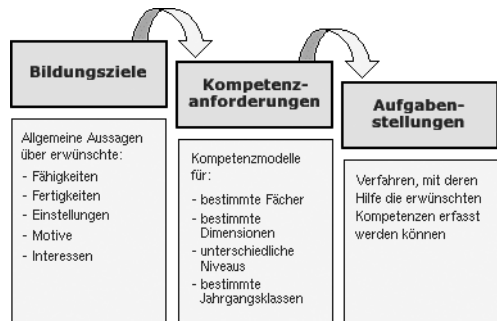 Bildungsziele
Allgemeine Aussagen
über erwünschte:
- Fähigkeiten
- Fertigkeiten
- Einstellungen
- Motive
- Interessen
Kompetenz-
anforderungen
Kompetenzmodelle
für:
- bestimmte Fächer
- bestimmte
Dimensionen
- unterschiedliche
Niveaus
- bestimmte
Jahrgangsklassen
Aufgaben-
stellungen
Verfahren, mit deren
Hilfe die erwünschten
Kompetenzen erfasst
werden können